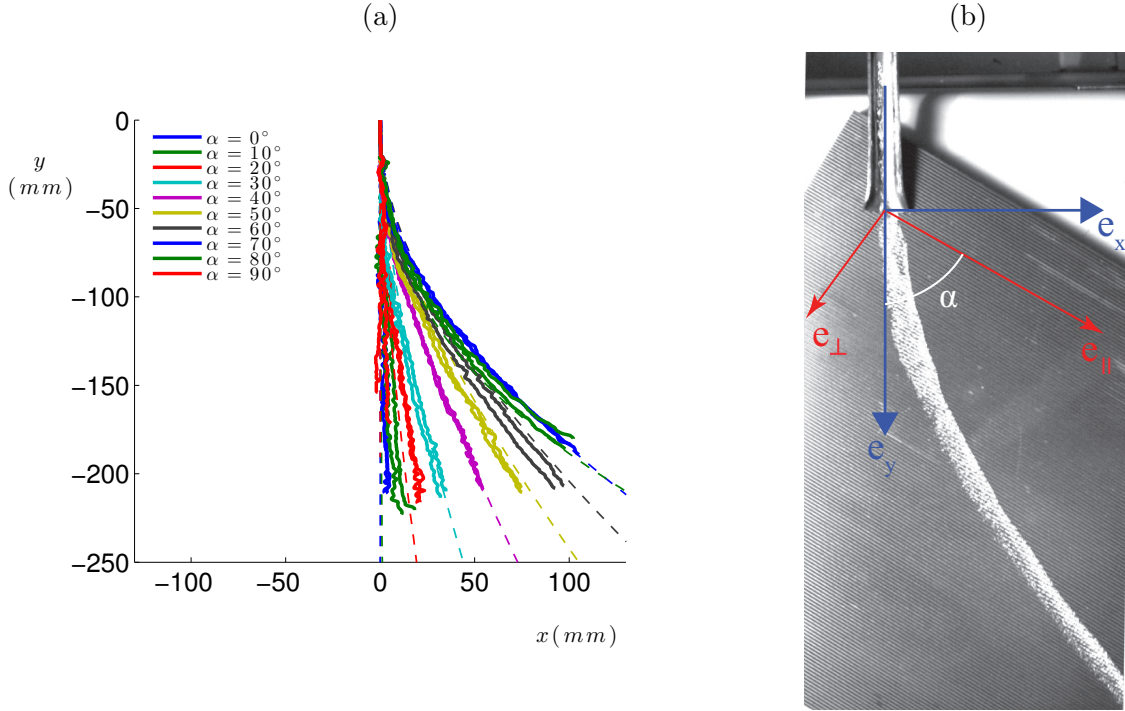 (a)
(b)
0
−50
−100
−150
−200
−250
y
(mm)
α = 0°
α = 10°
α = 20°
α = 30°
α = 40°
α = 50°
α = 60°
α = 70°
α = 80°
α = 90°
−100
−50
0
50
100
x(mm)
e_x
α
e_⊥
e_∥
e_y